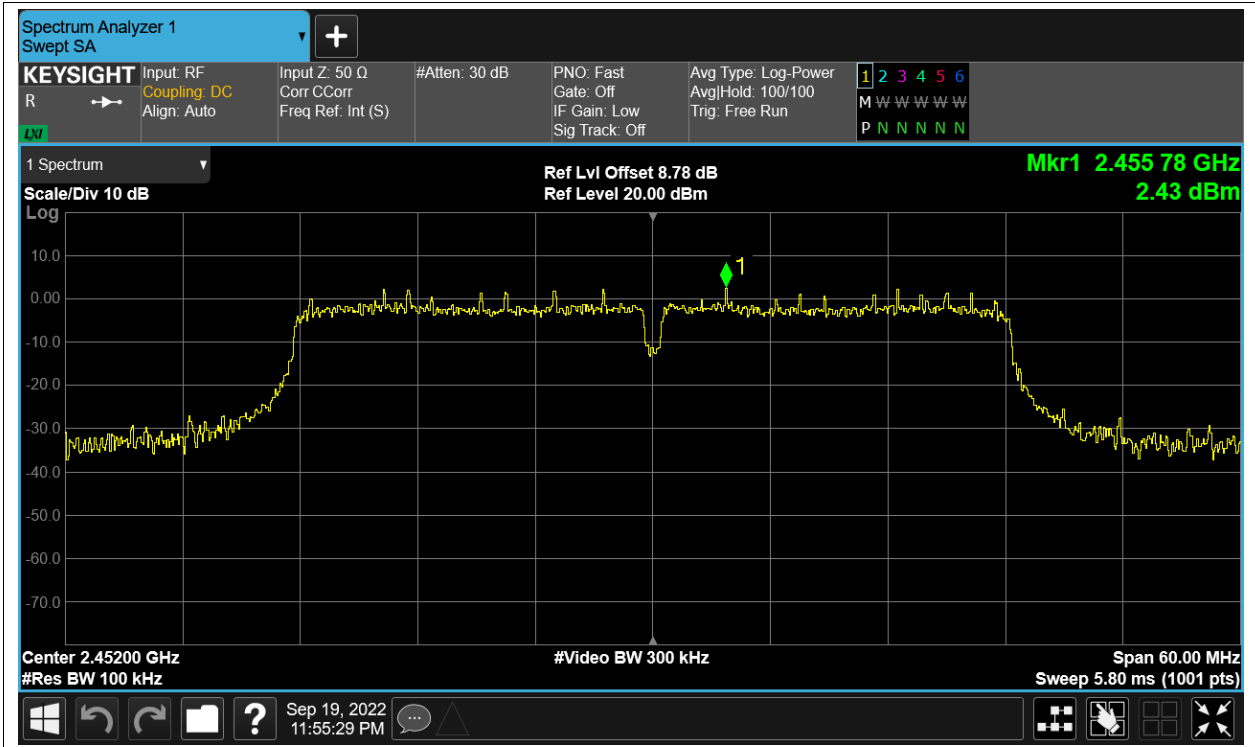 Spectrum Analyzer 1
Swept SA
KEYSIGHT
R
LXI
Input: RF
Coupling: DC
Align: Auto
Input Z: 50 Ω
Corr CCorr
Freq Ref: Int (S)
#Atten: 30 dB
PNO: Fast
Gate: Off
IF Gain: Low
Sig Track: Off
Avg Type: Log-Power
Avg|Hold: 100/100
Trig: Free Run
1 2 3 4 5 6
M W W W W W
P N N N N N
1 Spectrum
Scale/Div 10 dB
Log
Ref Lvl Offset 8.78 dB
Ref Level 20.00 dBm
Mkr1 2.455 78 GHz
2.43 dBm
1
10.0
0.00
-10.0
-20.0
-30.0
-40.0
-50.0
-60.0
-70.0
Center 2.45200 GHz
#Res BW 100 kHz
#Video BW 300 kHz
Span 60.00 MHz
Sweep 5.80 ms (1001 pts)
?
Sep 19, 2022
11:55:29 PM